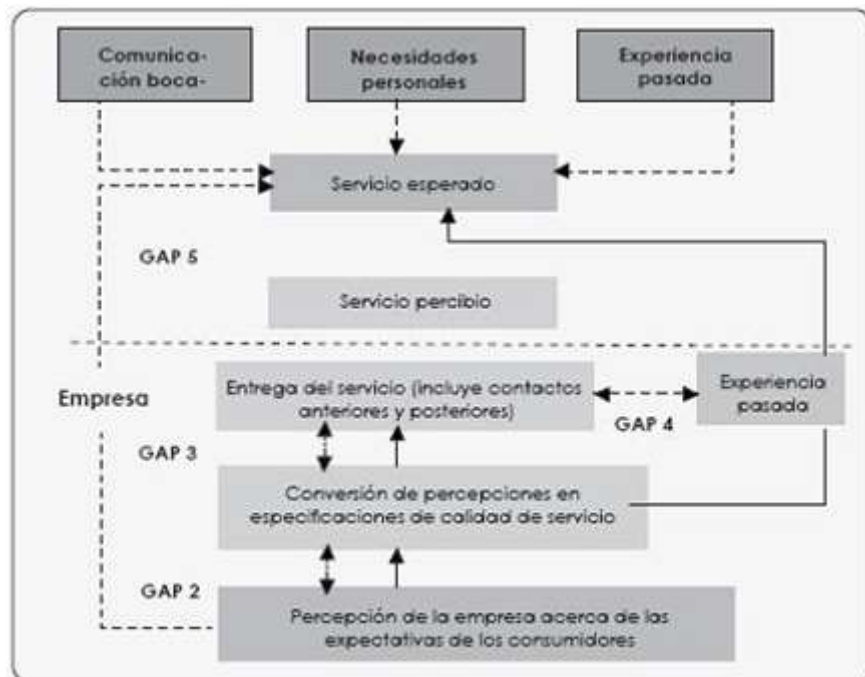 Comunica-
ción boca-
Necesidades
personales
Experiencia
pasada
Servicio esperado
GAP 5
Servicio percibio
Empresa
Entrega del servicio (incluye contactos
anteriores y posteriores)
Experiencia
pasada
GAP 4
GAP 3
Conversión de percepciones en
especificaciones de calidad de servicio
GAP 2
Percepción de la empresa acerca de las
expectativas de los consumidores